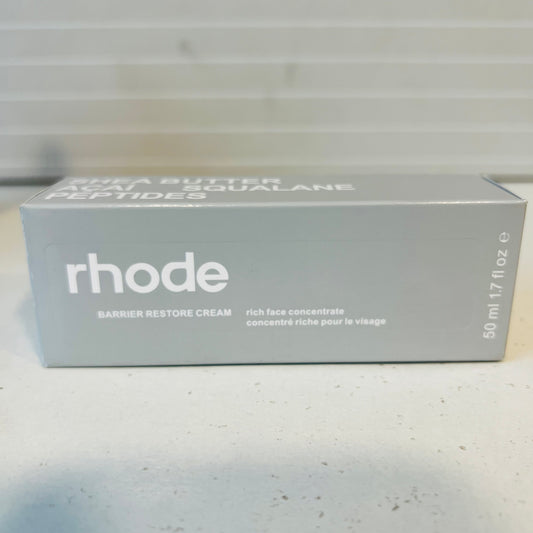 SHEA BUTTER
AÇAÍ SQUALANE
PEPTIDES
rhode
BARRIER RESTORE CREAM
rich face concentrate
concentré riche pour le visage
50 ml 1.7 fl oz ℮